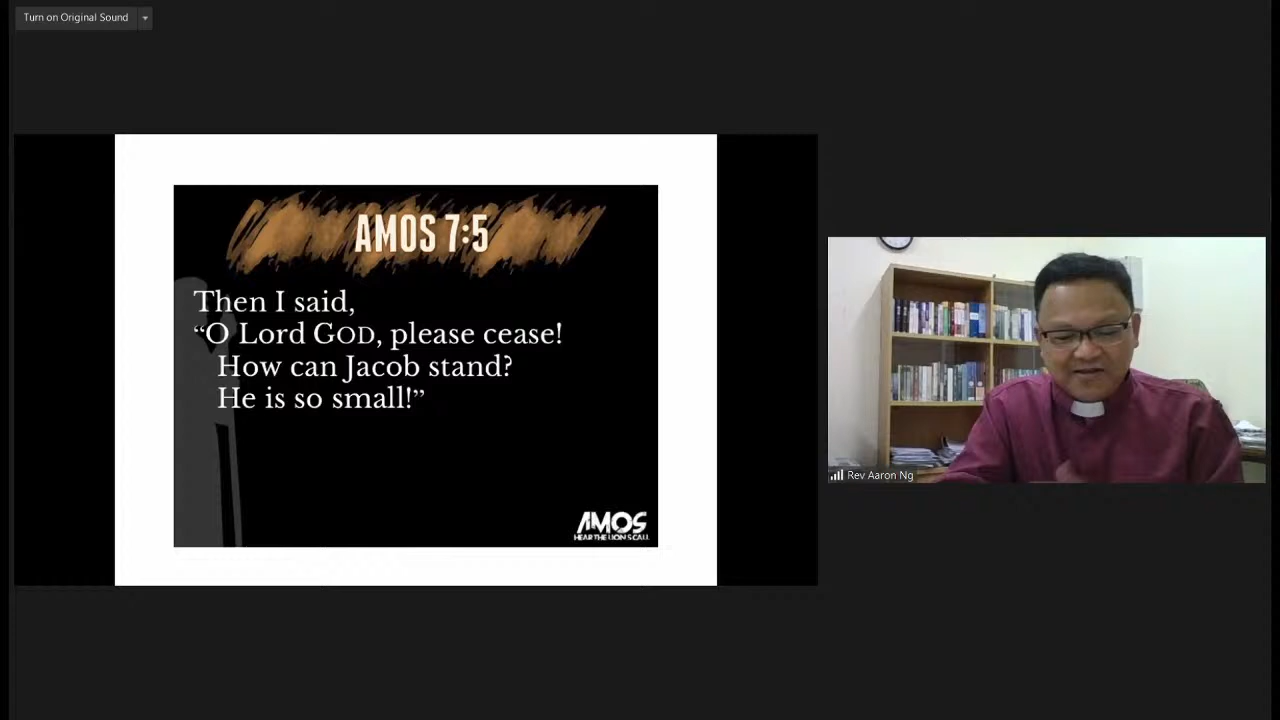 Turn on Original Sound
AMOS 7:5
Then I said,
“O Lord GOD, please cease!
How can Jacob stand?
He is so small!”
AMOS
HEAR THE LION'S CALL
Rev Aaron Ng